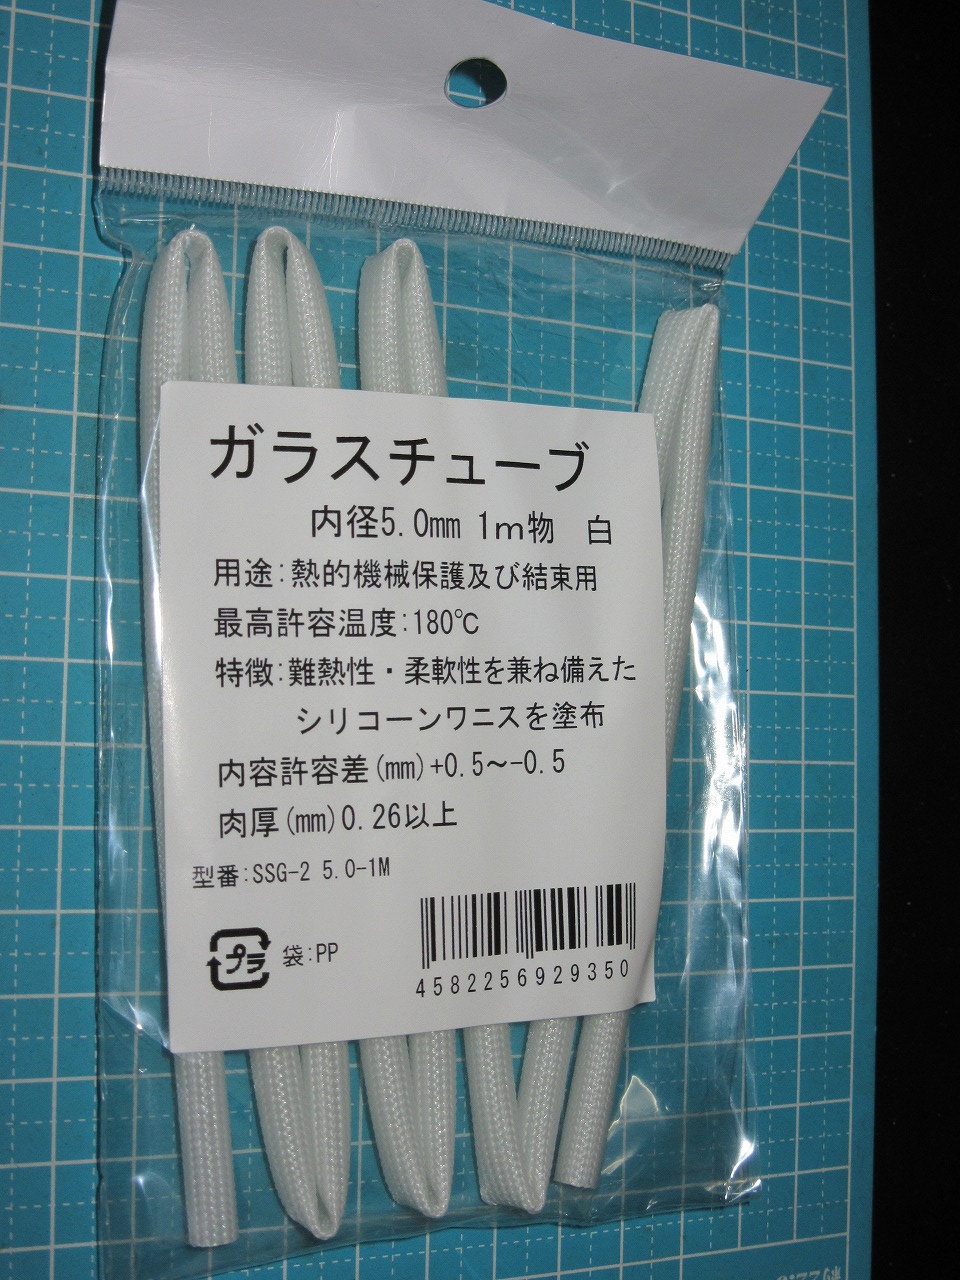 ガラスチューブ
内径5.0mm 1m物　白
用途:熱的機械保護及び結束用
最高許容温度:180℃
特徴:難熱性・柔軟性を兼ね備えた
シリコーンワニスを塗布
内容許容差(mm)+0.5～-0.5
肉厚(mm)0.26以上
型番:SSG-2 5.0-1M
プラ 袋:PP
4582256929350